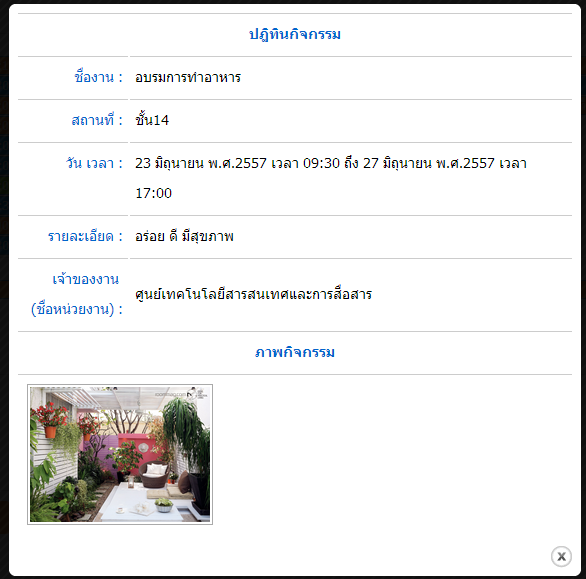 ปฎิทินกิจกรรม
ชื่องาน : อบรมการทำอาหาร
สถานที่ : ชั้น14
วัน เวลา : 23 มิถุนายน พ.ศ.2557 เวลา 09:30 ถึง 27 มิถุนายน พ.ศ.2557 เวลา
17:00
รายละเอียด : อร่อย ดี มีสุขภาพ
เจ้าของงาน
(ชื่อหน่วยงาน) : ศูนย์เทคโนโลยีสารสนเทศและการสื่อสาร
ภาพกิจกรรม